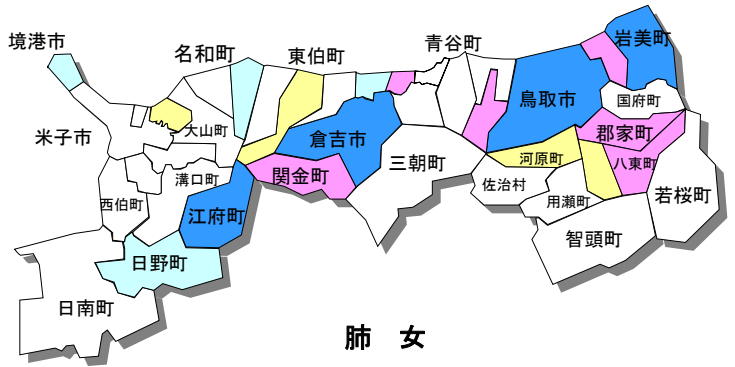 境港市
名和町
東伯町
青谷町
岩美町
米子市
大山町
倉吉市
鳥取市
国府町
郡家町
溝口町
関金町
三朝町
河原町
八東町
西伯町
江府町
佐治村
用瀬町
若桜町
日野町
智頭町
日南町
肺 女